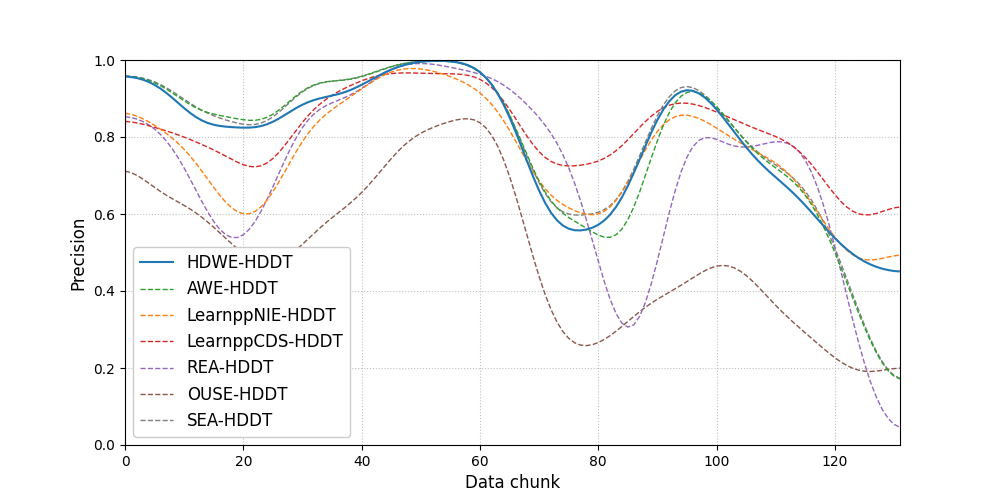 1.0
0.8
0.6
0.4
0.2
0.0
Precision
HDWE-HDDT
AWE-HDDT
LearnppNIE-HDDT
LearnppCDS-HDDT
REA-HDDT
OUSE-HDDT
SEA-HDDT
0 20 40 60 80 100 120
Data chunk